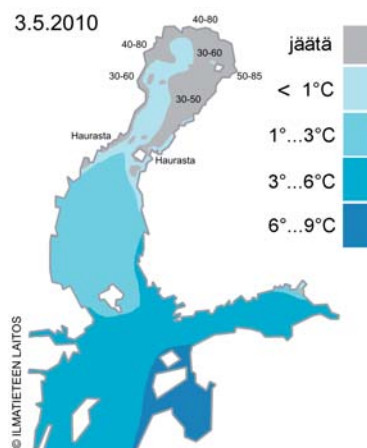 3.5.2010
40-80
40-80
30-60
30-60
50-85
30-50
Haurasta
Haurasta
jäätä
< 1°C
1°...3°C
3°...6°C
6°...9°C
© ILMATIETEEN LAITOS